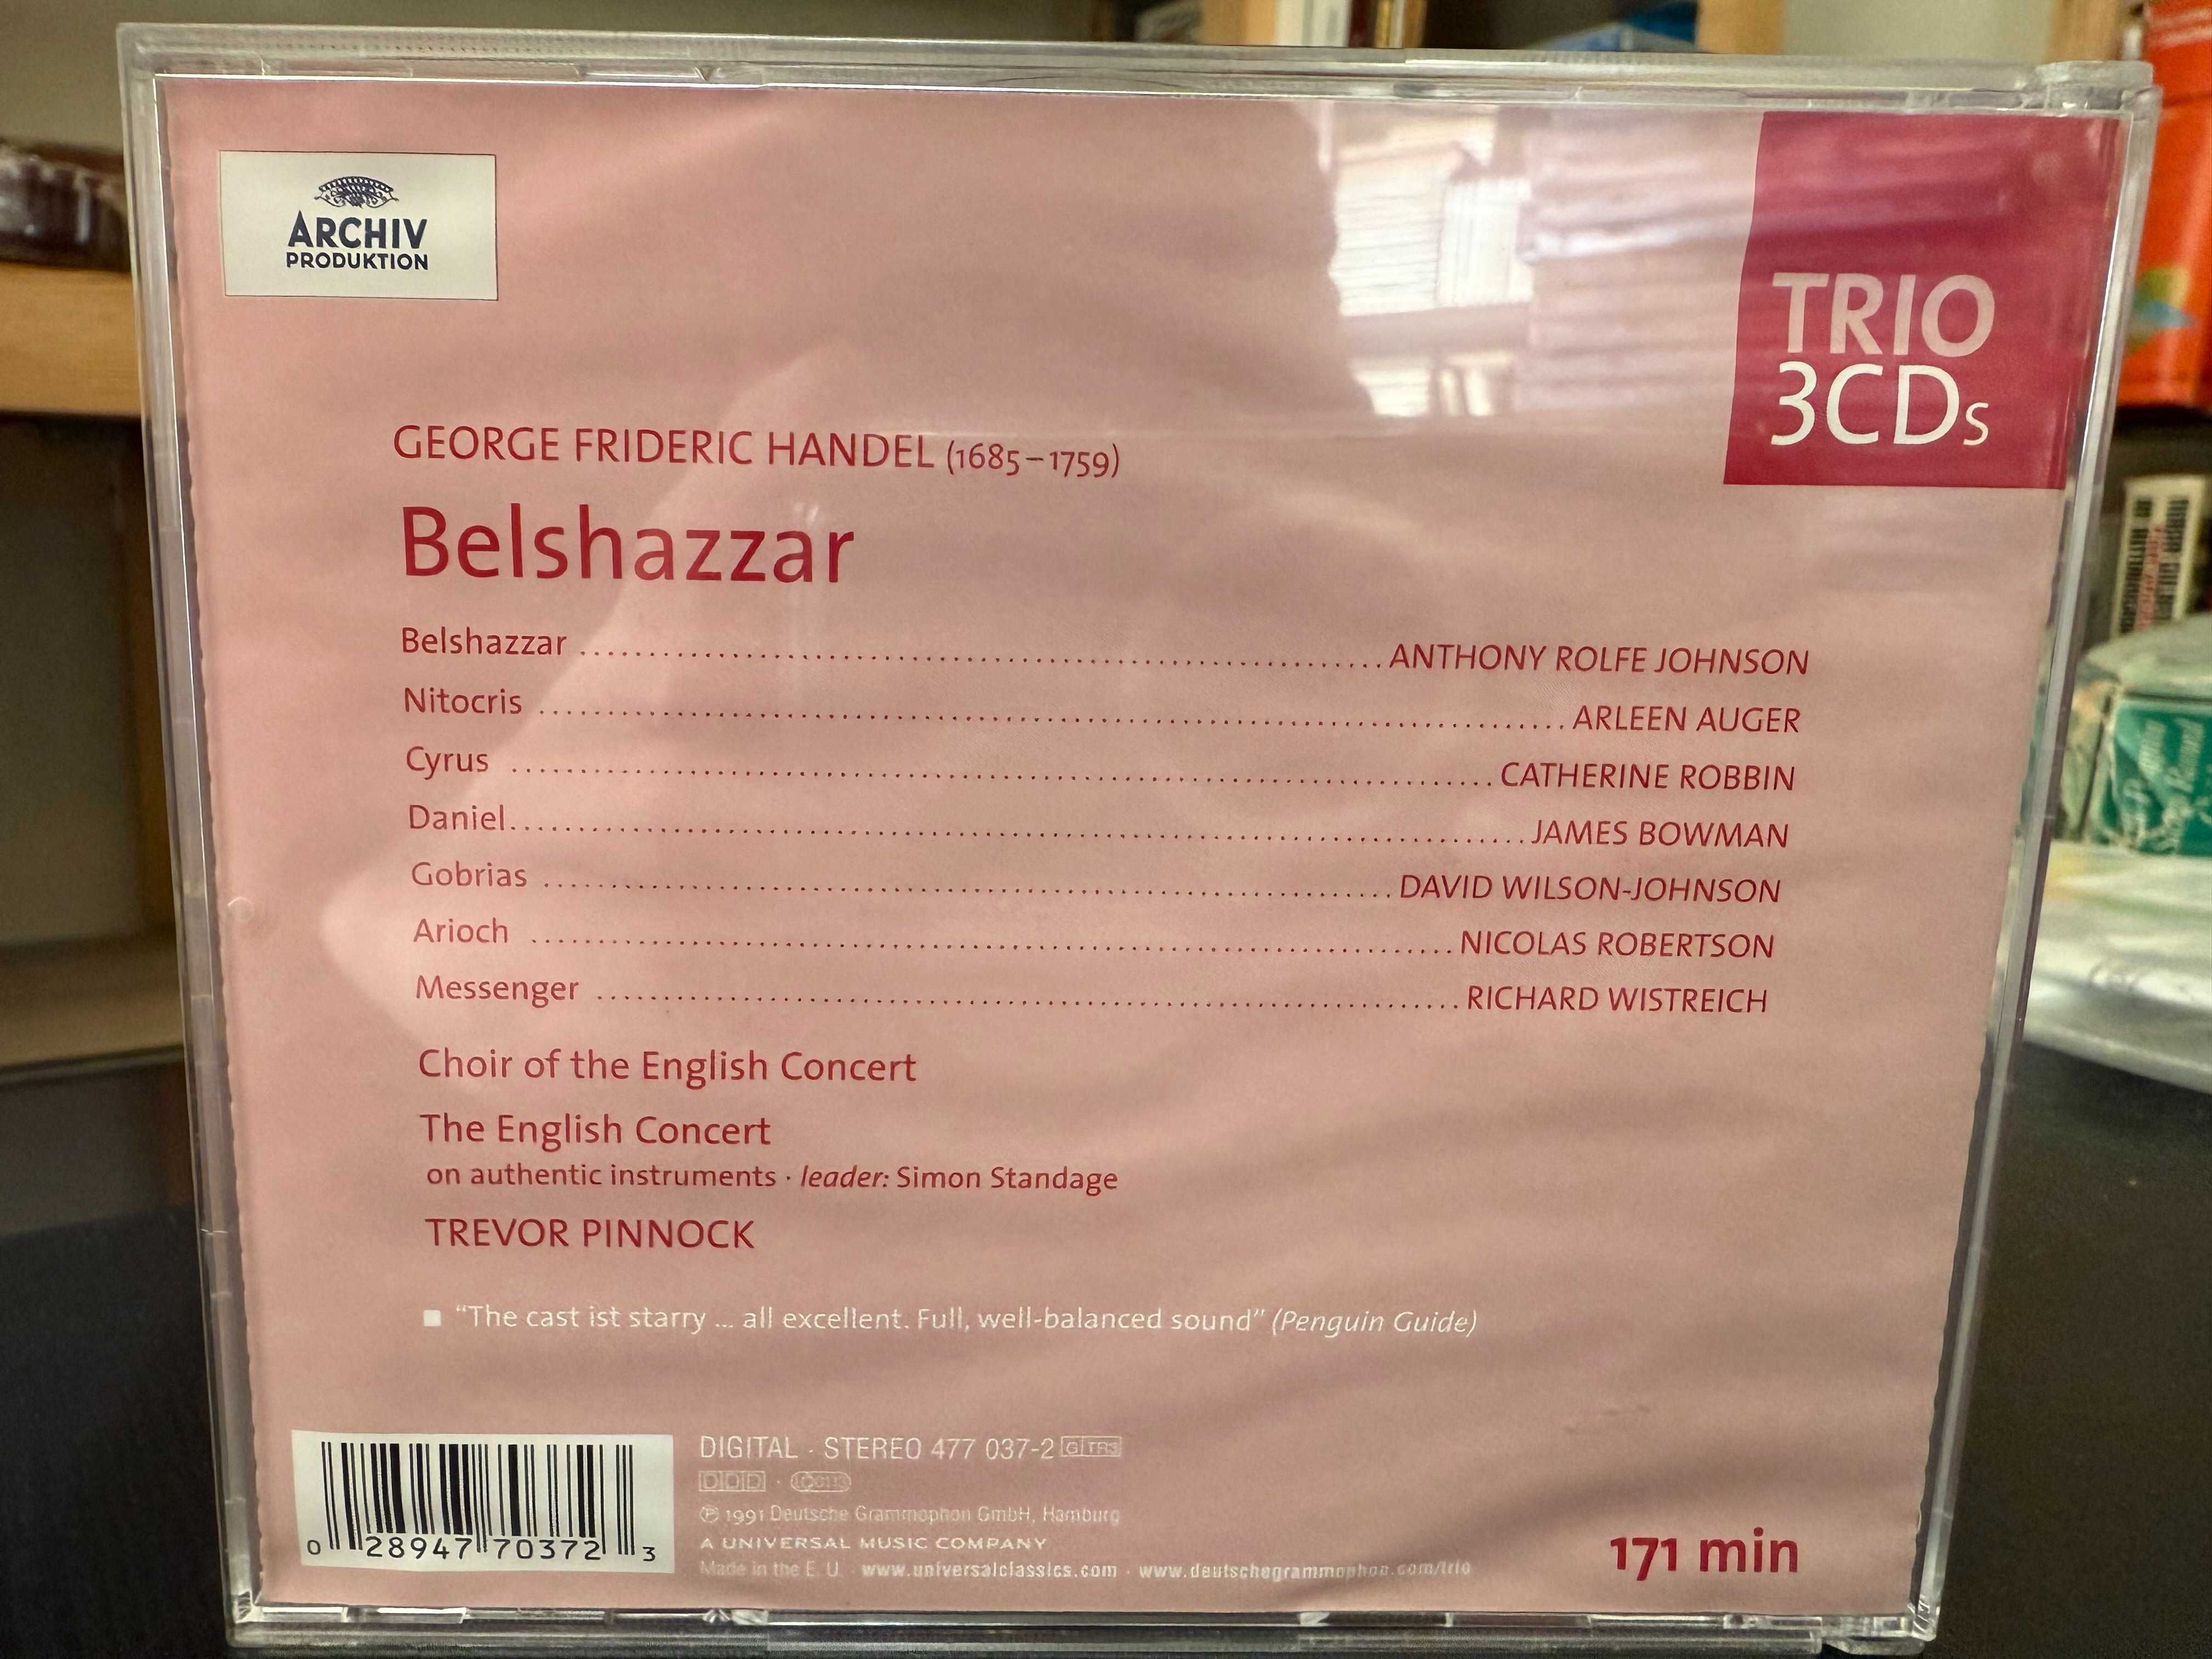 ARCHIV
PRODUKTION
TRIO
3CDs
GEORGE FRIDERIC HANDEL (1685–1759)
Belshazzar
Belshazzar ........ ANTHONY ROLFE JOHNSON
Nitocris ........ ARLEEN AUGER
Cyrus ........ CATHERINE ROBBIN
Daniel ........ JAMES BOWMAN
Gobrias ........ DAVID WILSON-JOHNSON
Arioch ........ NICOLAS ROBERTSON
Messenger ........ RICHARD WISTREICH
Choir of the English Concert
The English Concert
on authentic instruments · leader: Simon Standage
TREVOR PINNOCK
■ “The cast ist starry ... all excellent. Full, well-balanced sound” (Penguin Guide)
DIGITAL · STEREO 477 037-2
DDD
℗ 1991 Deutsche Grammophon GmbH, Hamburg
A UNIVERSAL MUSIC COMPANY
Made in the E. U. · www.universalclassics.com · www.deutschegrammophon.com/trio
0 28947 70372 3
171 min